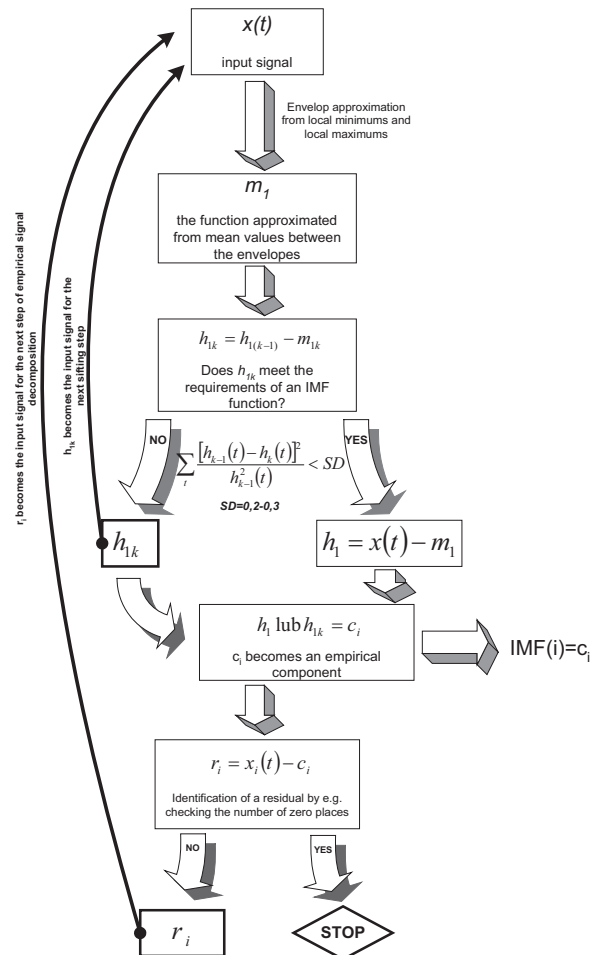 x(t)
input signal
Envelop approximation
from local minimums and
local maximums
m₁
the function approximated
from mean values between
the envelopes
h₁ₖ = h₁₍ₖ₋₁₎ − m₁ₖ
Does h₁ₖ meet the
requirements of an IMF
function?
NO
YES
∑ₜ [hₖ₋₁(t) − hₖ(t)]² / h²ₖ₋₁(t) < SD
SD=0,2-0,3
h₁ₖ
h₁ = x(t) − m₁
h₁ lub h₁ₖ = cᵢ
cᵢ becomes an empirical
component
IMF(i)=cᵢ
rᵢ = xᵢ(t) − cᵢ
Identification of a residual by e.g.
checking the number of zero places
NO
YES
rᵢ
STOP
rᵢ becomes the input signal for the next step of empirical signal
decomposition
h₁ₖ becomes the input signal for the
next sifting step